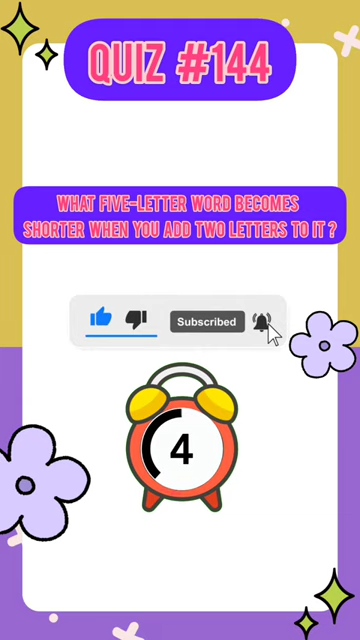 QUIZ #144
WHAT FIVE-LETTER WORD BECOMES
SHORTER WHEN YOU ADD TWO LETTERS TO IT ?
Subscribed
4